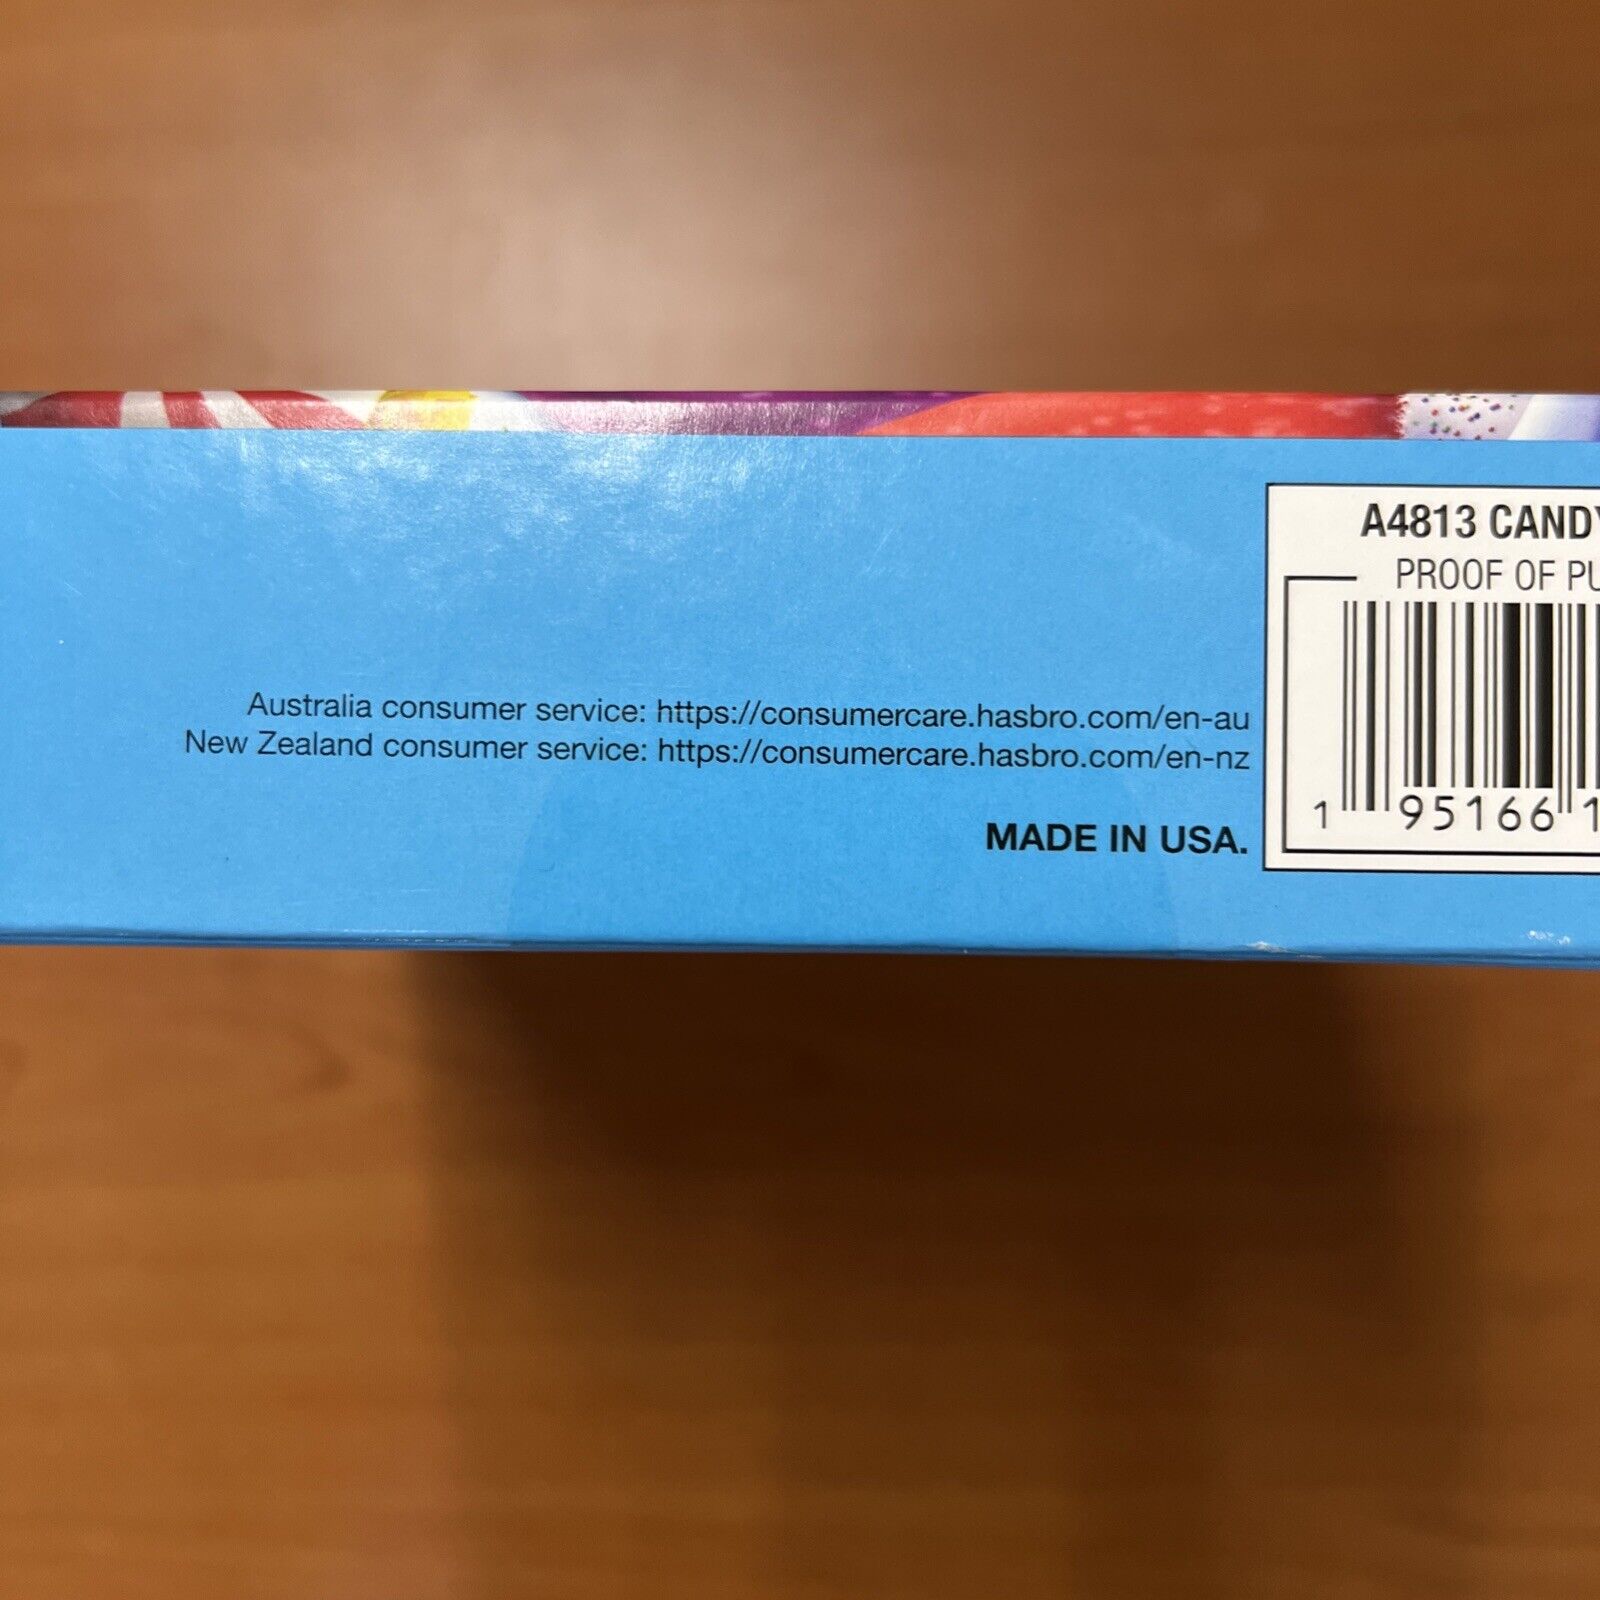 A4813 CANDY
PROOF OF
1 95166 1
Australia consumer service: https://consumercare.hasbro.com/en-au
New Zealand consumer service: https://consumercare.hasbro.com/en-nz
MADE IN USA.